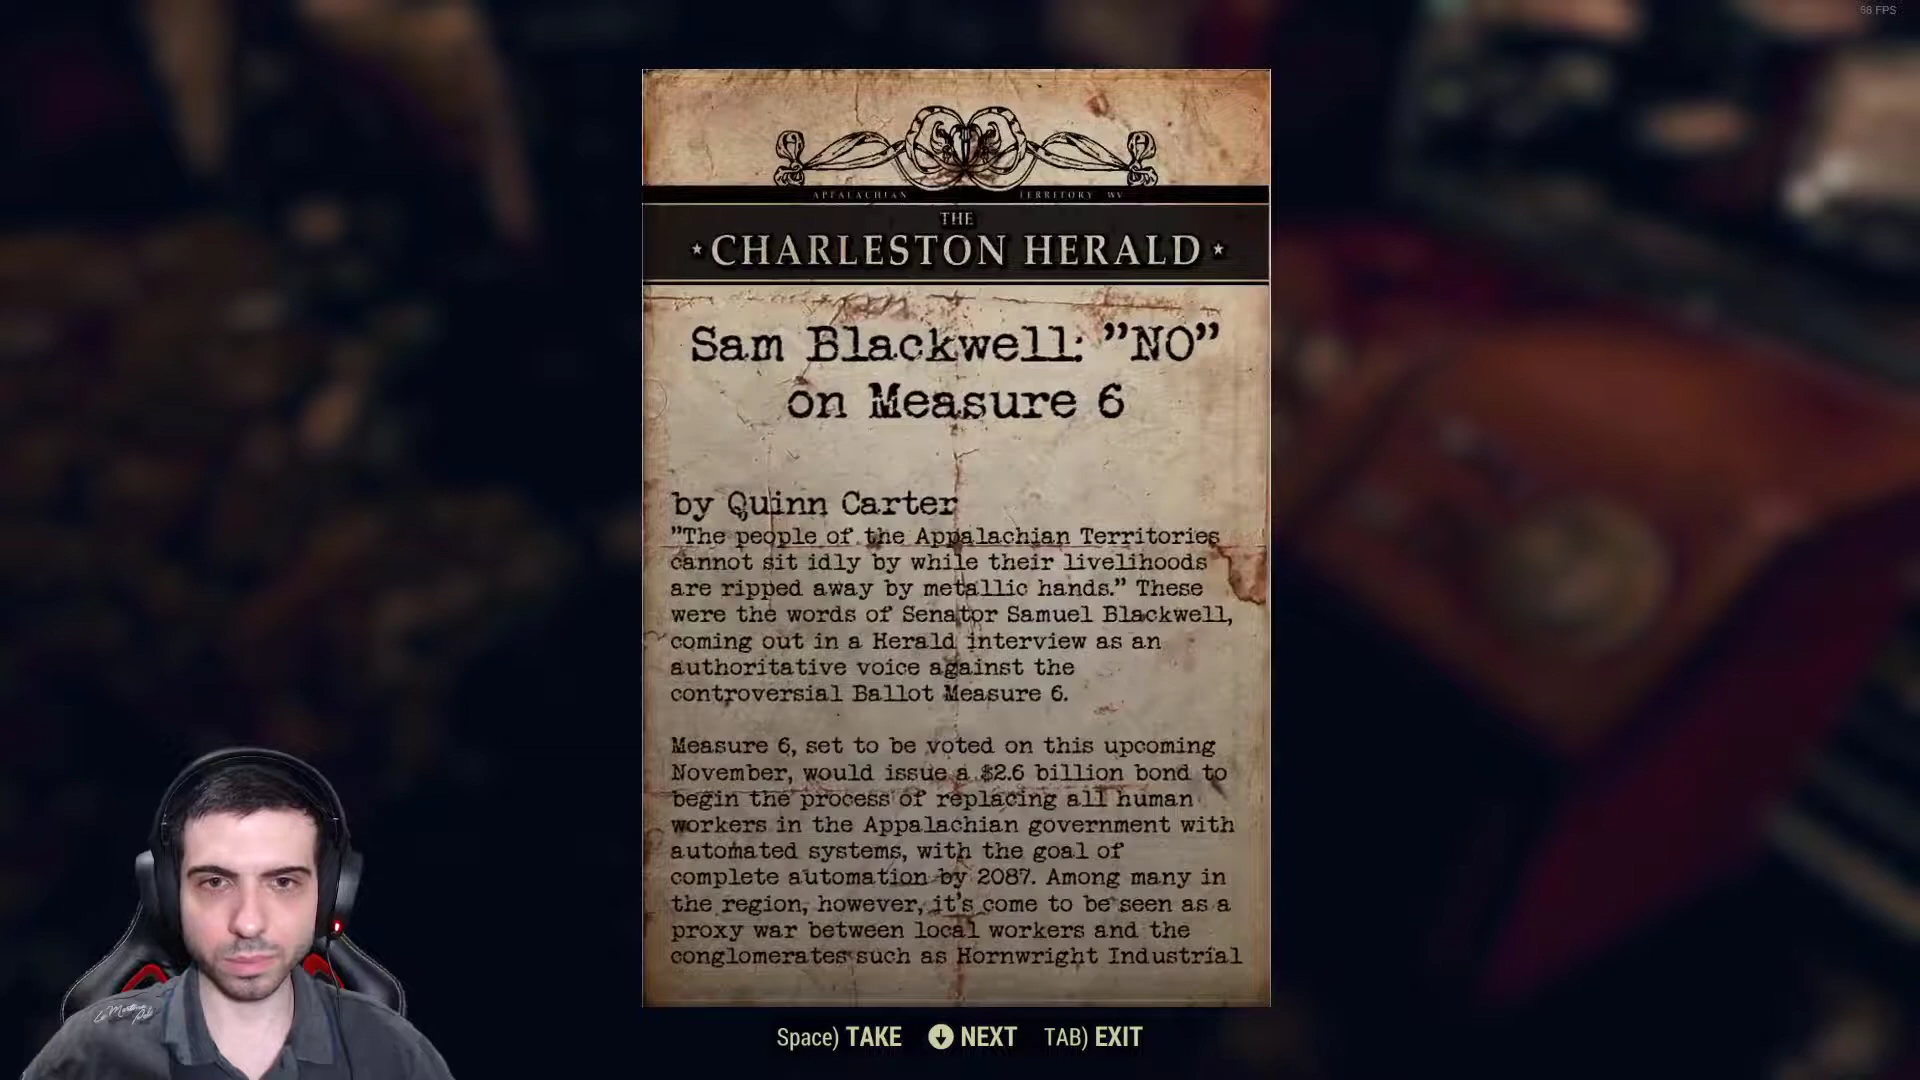 58 FPS
APPALACHIAN TERRITORY WV
THE
CHARLESTON HERALD
Sam Blackwell: "NO"
on Measure 6
by Quinn Carter
"The people of the Appalachian Territories
cannot sit idly by while their livelihoods
are ripped away by metallic hands." These
were the words of Senator Samuel Blackwell,
coming out in a Herald interview as an
authoritative voice against the
controversial Ballot Measure 6.
Measure 6, set to be voted on this upcoming
November, would issue a $2.6 billion bond to
begin the process of replacing all human
workers in the Appalachian government with
automated systems, with the goal of
complete automation by 2087. Among many in
the region, however, it's come to be seen as a
proxy war between local workers and the
conglomerates such as Hornwright Industrial
Space) TAKE NEXT TAB) EXIT